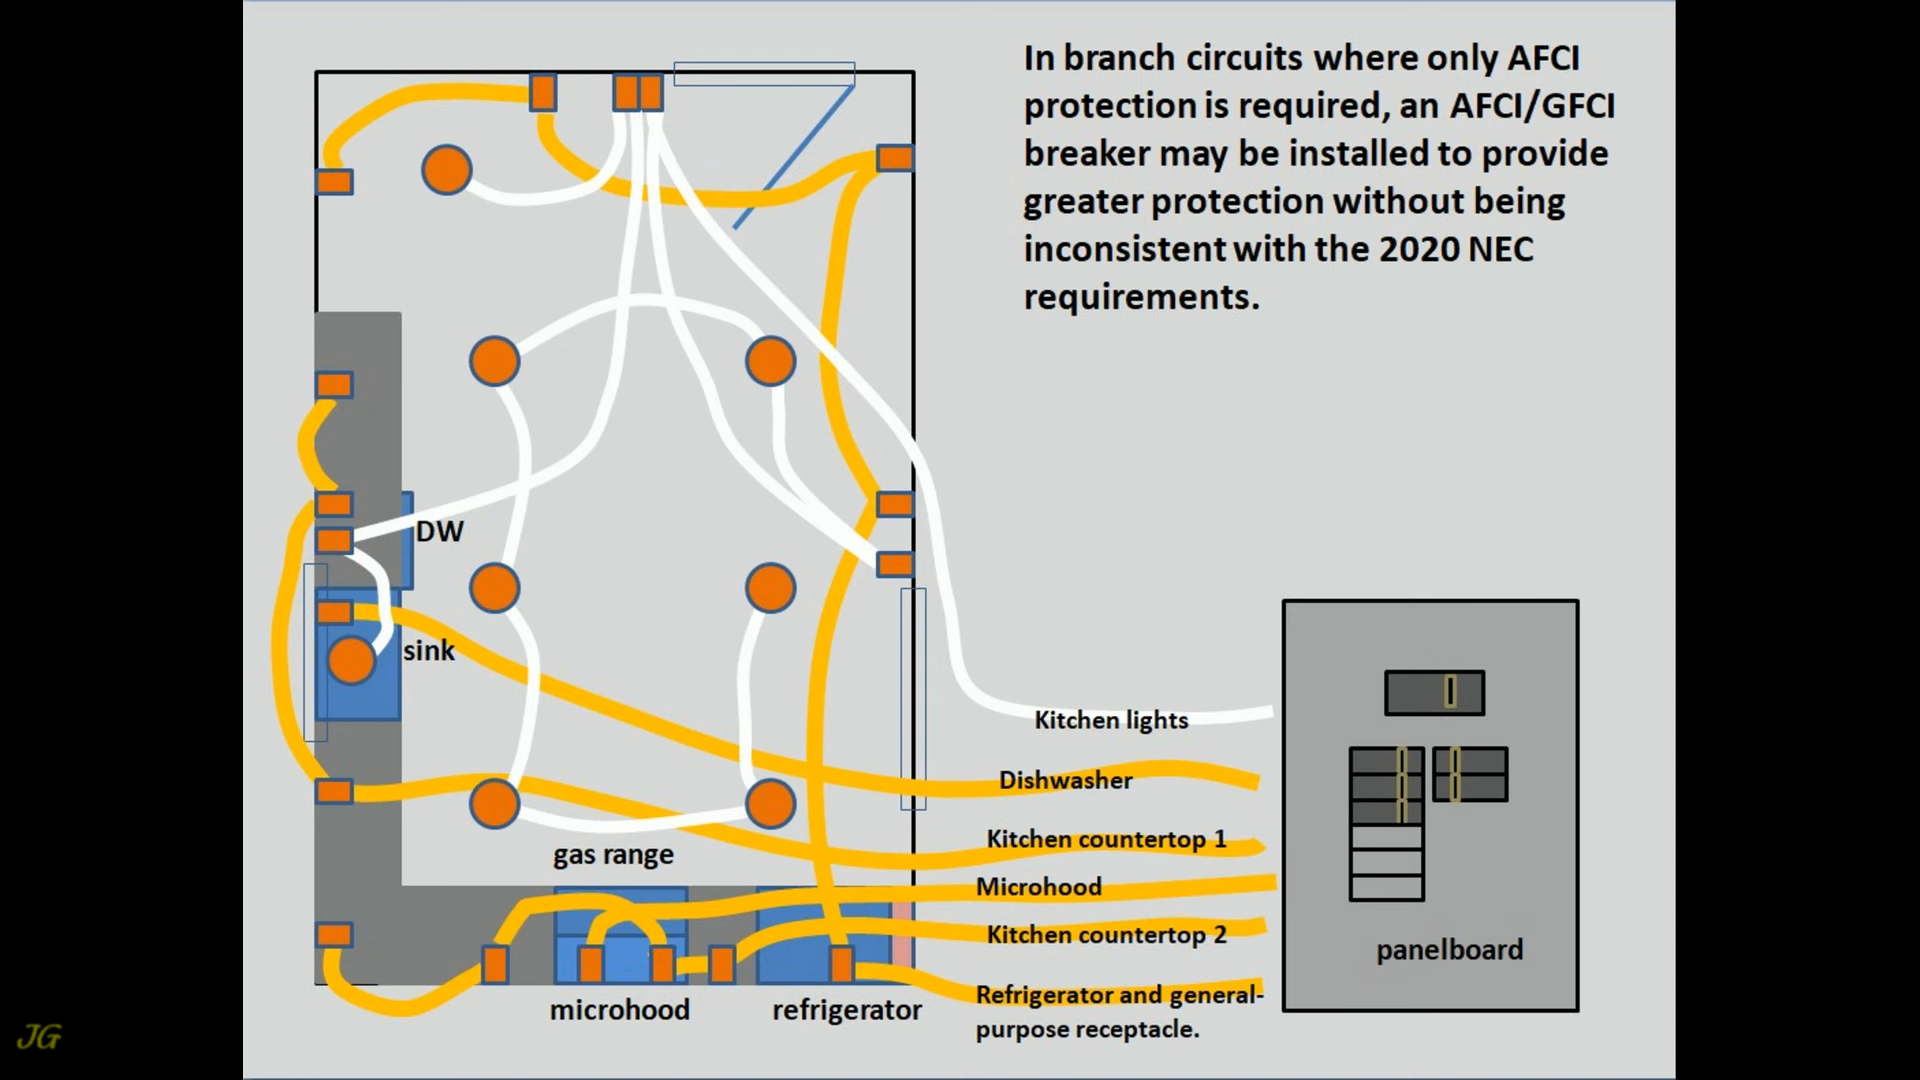 In branch circuits where only AFCI
protection is required, an AFCI/GFCI
breaker may be installed to provide
greater protection without being
inconsistent with the 2020 NEC
requirements.
DW
sink
Kitchen lights
Dishwasher
Kitchen countertop 1
gas range
Microhood
Kitchen countertop 2
panelboard
microhood
refrigerator
Refrigerator and general-
purpose receptacle.
JG